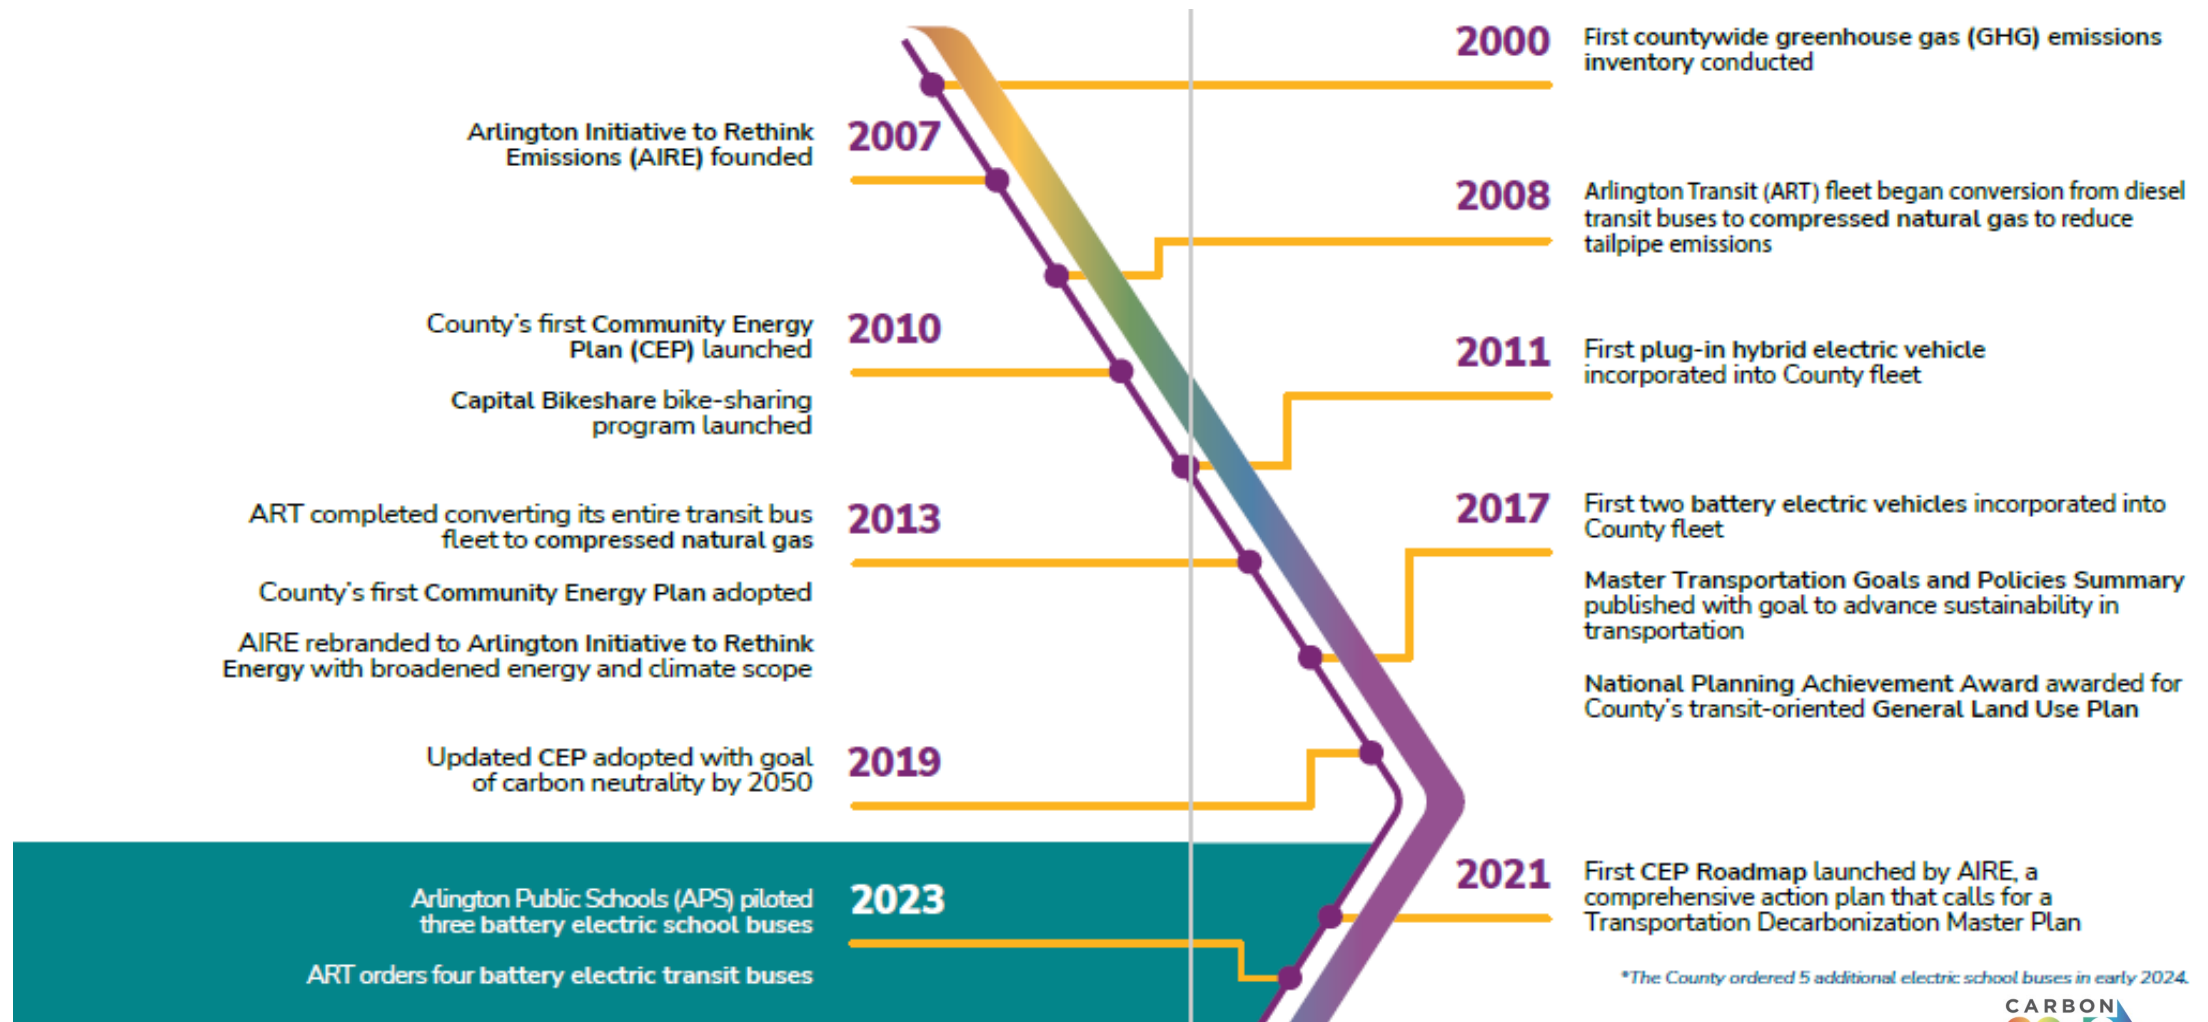 2000
First countywide greenhouse gas (GHG) emissions
inventory conducted
Arlington Initiative to Rethink
Emissions (AIRE) founded
2007
2008
Arlington Transit (ART) fleet began conversion from diesel
transit buses to compressed natural gas to reduce
tailpipe emissions
County's first Community Energy
Plan (CEP) launched
2010
Capital Bikeshare bike-sharing
program launched
2011
First plug-in hybrid electric vehicle
incorporated into County fleet
ART completed converting its entire transit bus
fleet to compressed natural gas
2013
County's first Community Energy Plan adopted
AIRE rebranded to Arlington Initiative to Rethink
Energy with broadened energy and climate scope
2017
First two battery electric vehicles incorporated into
County fleet
Master Transportation Goals and Policies Summary
published with goal to advance sustainability in
transportation
National Planning Achievement Award awarded for
County's transit-oriented General Land Use Plan
Updated CEP adopted with goal
of carbon neutrality by 2050
2019
2021
First CEP Roadmap launched by AIRE, a
comprehensive action plan that calls for a
Transportation Decarbonization Master Plan
Arlington Public Schools (APS) piloted
three battery electric school buses
2023
ART orders four battery electric transit buses
*The County ordered 5 additional electric school buses in early 2024.
CARBON